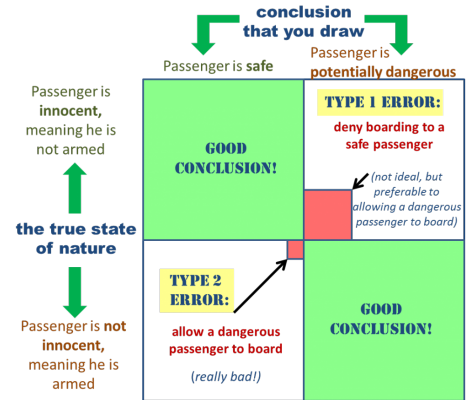 conclusion
that you draw
Passenger is safe
Passenger is
potentially dangerous
Passenger is
innocent,
meaning he is
not armed
GOOD
CONCLUSION!
TYPE 1 ERROR:
deny boarding to a
safe passenger
(not ideal, but
preferable to
allowing a dangerous
passenger to board)
the true state
of nature
TYPE 2
ERROR:
allow a dangerous
passenger to board
(really bad!)
GOOD
CONCLUSION!
Passenger is not
innocent,
meaning he is
armed